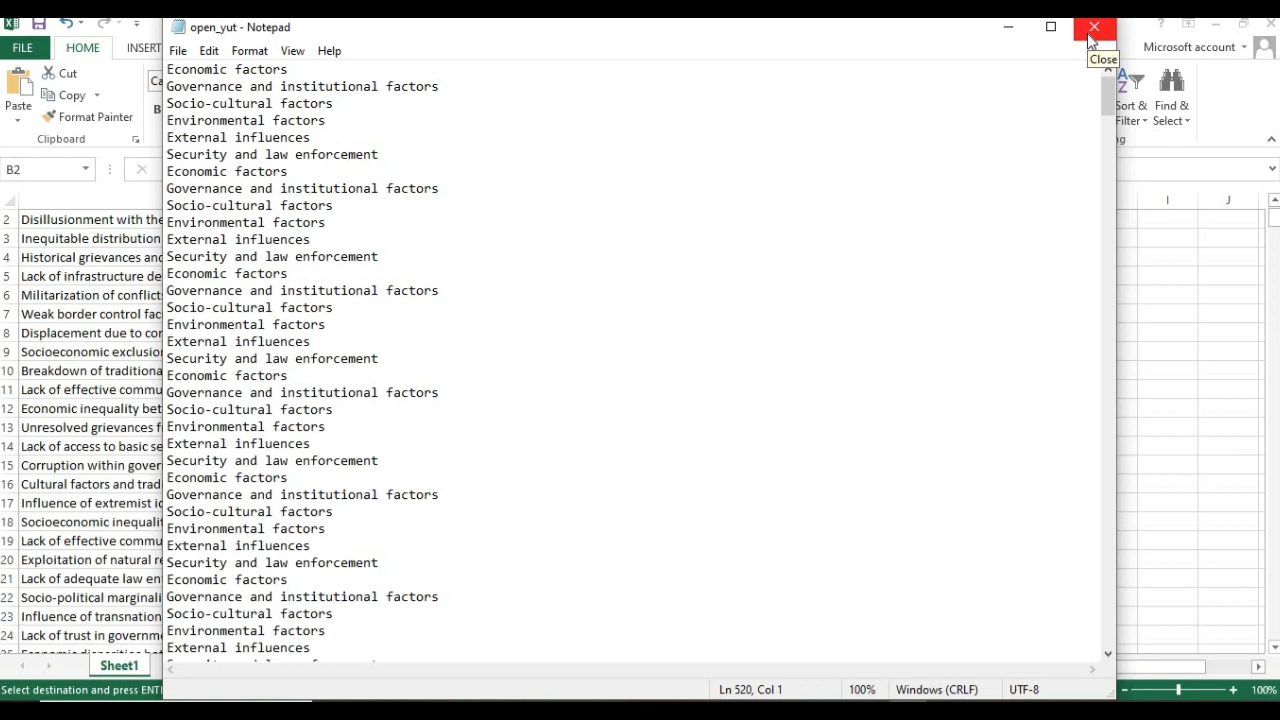 open_yut - Notepad
File Edit Format View Help
Microsoft account
FILE HOME INSERT
Cut
Copy
Format Painter
Paste
Clipboard
Sort & Filter
Find & Select
B2
Close
I J
Economic factors
Governance and institutional factors
Socio-cultural factors
Environmental factors
External influences
Security and law enforcement
Economic factors
Governance and institutional factors
Socio-cultural factors
Environmental factors
External influences
Security and law enforcement
Economic factors
Governance and institutional factors
Socio-cultural factors
Environmental factors
External influences
Security and law enforcement
Economic factors
Governance and institutional factors
Socio-cultural factors
Environmental factors
External influences
Security and law enforcement
Economic factors
Governance and institutional factors
Socio-cultural factors
Environmental factors
External influences
Security and law enforcement
Economic factors
Governance and institutional factors
Socio-cultural factors
Environmental factors
External influences
2 Disillusionment with the
3 Inequitable distribution
4 Historical grievances and
5 Lack of infrastructure de
6 Militarization of conflicts
7 Weak border control fac
8 Displacement due to cor
9 Socioeconomic exclusion
10 Breakdown of traditiona
11 Lack of effective commu
12 Economic inequality bet
13 Unresolved grievances f
14 Lack of access to basic se
15 Corruption within gover
16 Cultural factors and trad
17 Influence of extremist ic
18 Socioeconomic inequalit
19 Lack of effective commu
20 Exploitation of natural re
21 Lack of adequate law en
22 Socio-political marginali
23 Influence of transnation
24 Lack of trust in governme
Sheet1
Select destination and press ENTE
Ln 520, Col 1 100% Windows (CRLF) UTF-8
100%